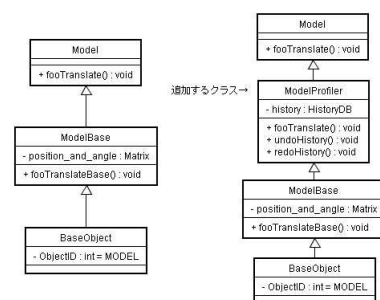 Model
+ fooTranslate() : void
ModelBase
- position_and_angle : Matrix
+ fooTranslateBase() : void
BaseObject
- ObjectID : int = MODEL
Model
+ fooTranslate() : void
追加するクラス→
ModelProfiler
- history : HistoryDB
+ fooTranslate() : void
+ undoHistory() : void
+ redoHistory() : void
ModelBase
- position_and_angle : Matrix
+ fooTranslateBase() : void
BaseObject
- ObjectID : int = MODEL